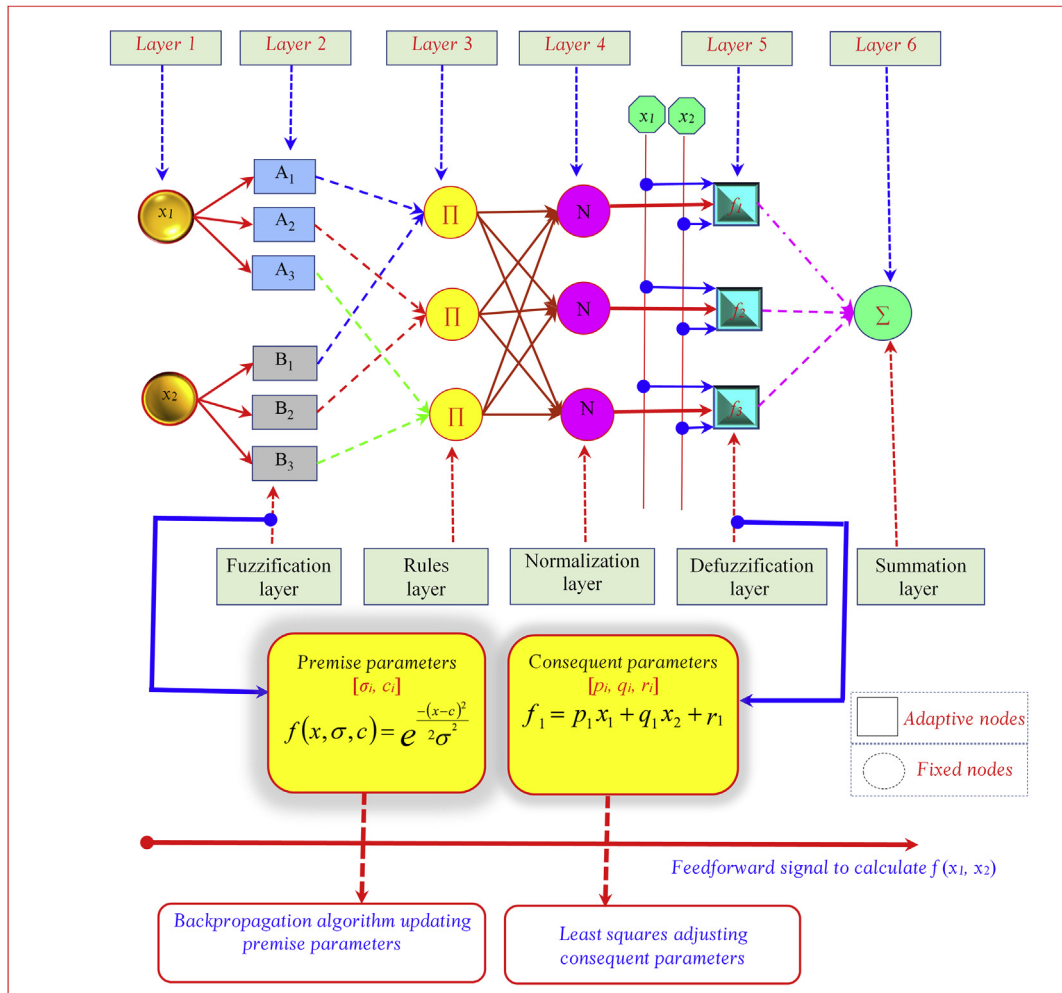 Layer 1
Layer 2
Layer 3
Layer 4
Layer 5
Layer 6
x1
x2
A1
A2
A3
B1
B2
B3
x1
x2
∏
∏
∏
N
N
N
f1
f2
f3
Σ
Fuzzification
layer
Rules
layer
Normalization
layer
Defuzzification
layer
Summation
layer
Premise parameters
[σi, ci]
f(x,σ,c)= e^(-(x-c)²/2σ²)
Consequent parameters
[pi, qi, ri]
f1 = p1x1+q1x2+r1
Adaptive nodes
Fixed nodes
Feedforward signal to calculate f (x1, x2)
Backpropagation algorithm updating
premise parameters
Least squares adjusting
consequent parameters